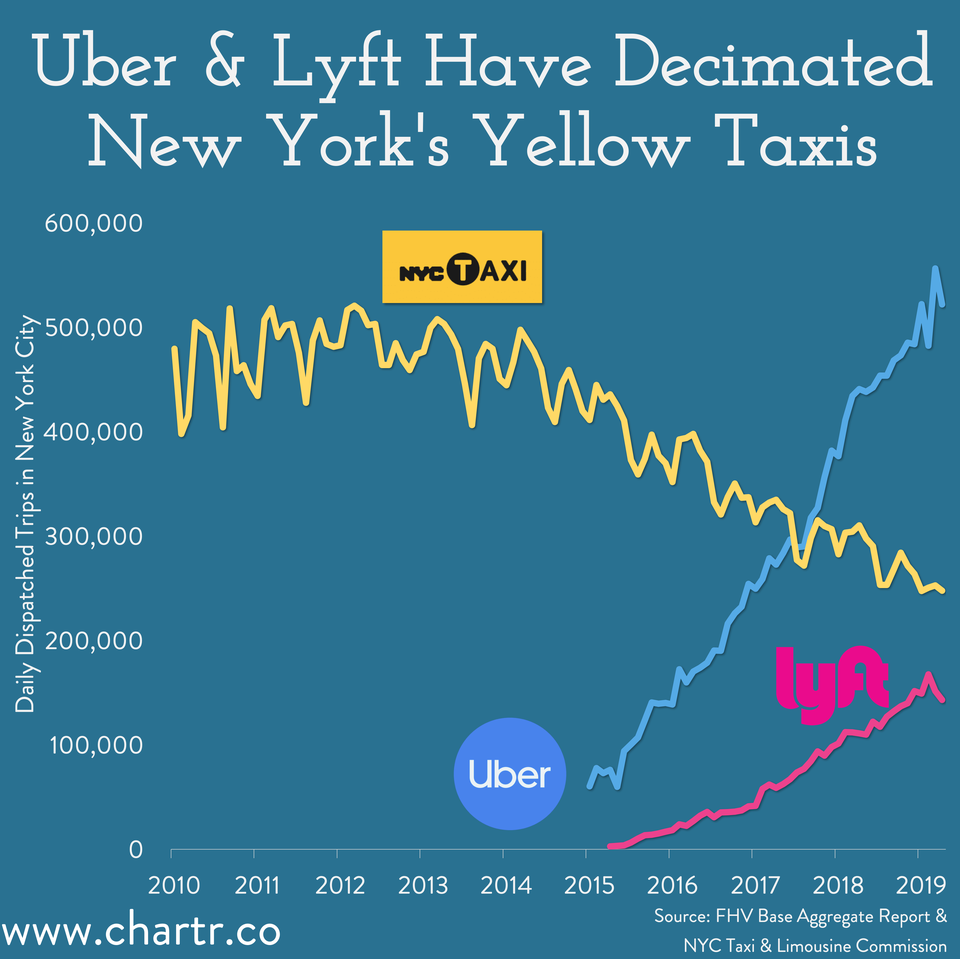 Uber & Lyft Have Decimated
New York's Yellow Taxis
600,000
NYC TAXI
500,000
Daily Dispatched Trips in New York City
400,000
300,000
200,000
lyft
100,000
Uber
0
2010 2011 2012 2013 2014 2015 2016 2017 2018 2019
www.chartr.co
Source: FHV Base Aggregate Report &
NYC Taxi & Limousine Commission